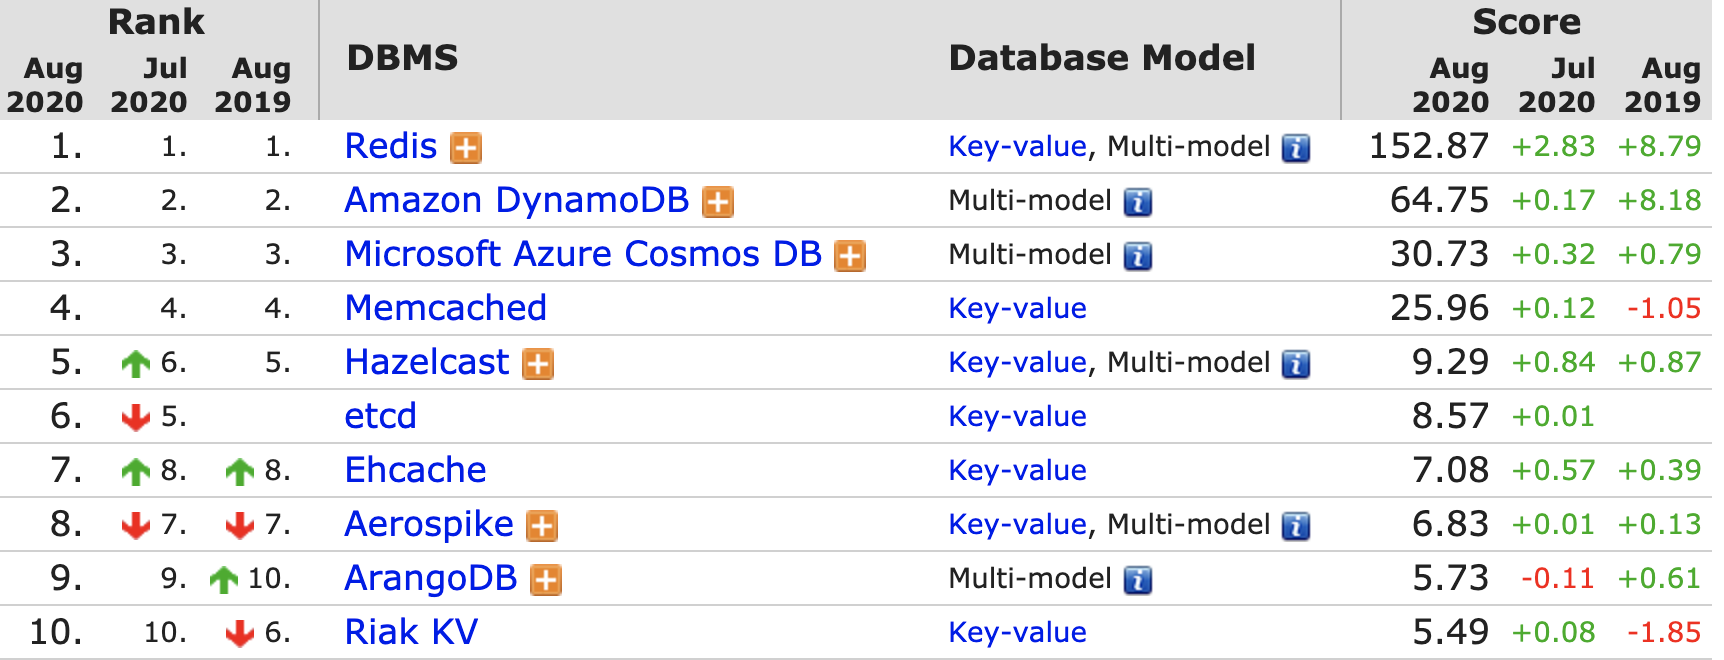 Rank Score
DBMS Database Model
Aug Jul Aug Aug Jul Aug
2020 2020 2019 2020 2020 2019
1. 1. 1. Redis Key-value, Multi-model 152.87 +2.83 +8.79
2. 2. 2. Amazon DynamoDB Multi-model 64.75 +0.17 +8.18
3. 3. 3. Microsoft Azure Cosmos DB Multi-model 30.73 +0.32 +0.79
4. 4. 4. Memcached Key-value 25.96 +0.12 -1.05
5. 6. 5. Hazelcast Key-value, Multi-model 9.29 +0.84 +0.87
6. 5. etcd Key-value 8.57 +0.01
7. 8. 8. Ehcache Key-value 7.08 +0.57 +0.39
8. 7. 7. Aerospike Key-value, Multi-model 6.83 +0.01 +0.13
9. 9. 10. ArangoDB Multi-model 5.73 -0.11 +0.61
10. 10. 6. Riak KV Key-value 5.49 +0.08 -1.85